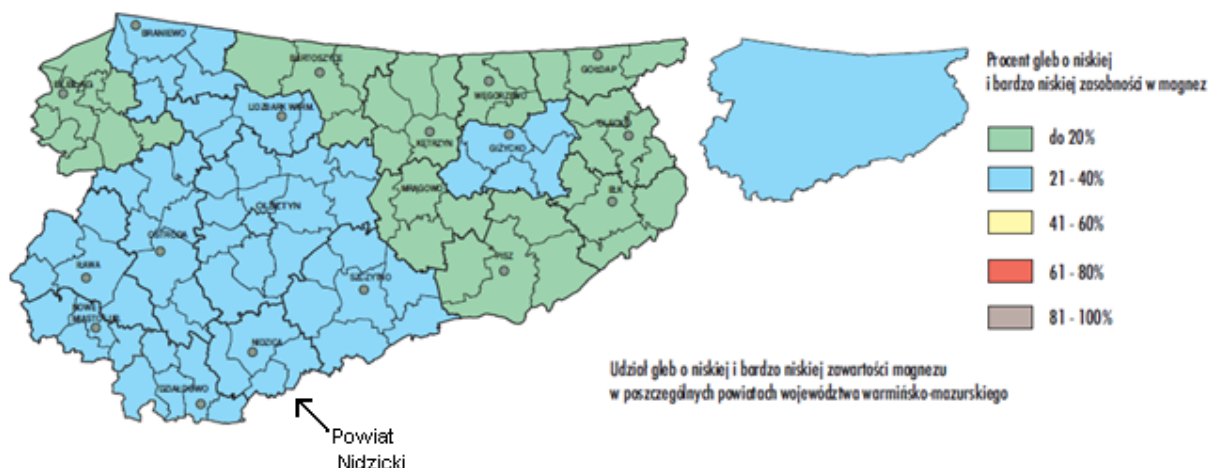 BRANIEWO
BARTOSZYCE
GOŁDAP
ELBLĄG
WĘGORZEWO
LIDZBARK WARM.
OLECKO
KĘTRZYN
GIŻYCKO
MRĄGOWO
EŁK
OLSZTYN
OSTRÓDA
PISZ
IŁAWA
SZCZYTNO
NOWE
MIASTO LUB.
NIDZICA
DZIAŁDOWO
Powiat
Nidzicki
Procent gleb o niskiej
i bardzo niskiej zasobności w magnez
do 20%
21 - 40%
41 - 60%
61 - 80%
81 - 100%
Udział gleb o niskiej i bardzo niskiej zawartości magnezu
w poszczególnych powiatach województwa warmińsko-mazurskiego